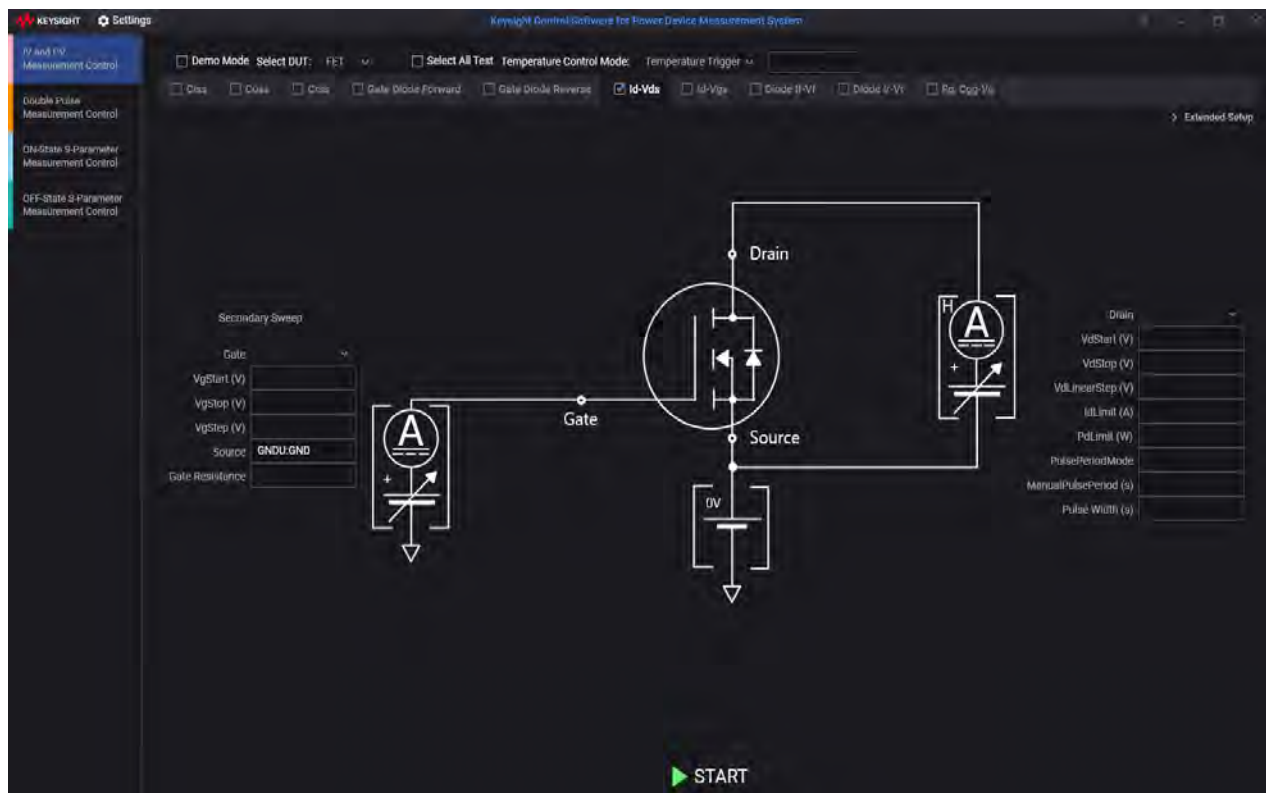 KEYSIGHT Settings Keysight Control Software for Power Device Measurement System
IV and CV
Measurement Control
Demo Mode Select DUT: FET Select All Test Temperature Control Mode: Temperature Trigger
Ciss Coss Crss Gate Diode Forward Gate Diode Reverse Id-Vds Id-Vgs Diode If-Vf Diode Ir-Vr Rg, Cgg-Vg
Double Pulse
Measurement Control
> Extended Setup
ON-State S-Parameter
Measurement Control
OFF-State S-Parameter
Measurement Control
Drain
Secondary Sweep
Gate
VgStart (V)
VgStop (V)
VgStep (V)
Source GNDU:GND
Gate Resistance
A
+
Gate
Source
0V
H
A
+
Drain
VdStart (V)
VdStop (V)
VdLinearStep (V)
IdLimit (A)
PdLimit (W)
PulsePeriodMode
ManualPulsePeriod (s)
Pulse Width (s)
START